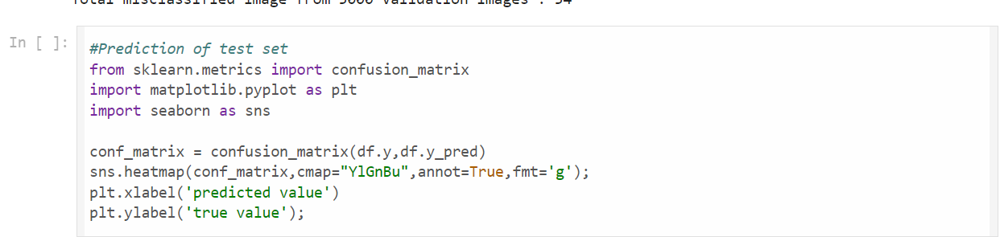 Total misclassified image from 5000 validation images : 54
In [ ]:
#Prediction of test set
from sklearn.metrics import confusion_matrix
import matplotlib.pyplot as plt
import seaborn as sns
conf_matrix = confusion_matrix(df.y,df.y_pred)
sns.heatmap(conf_matrix,cmap="YlGnBu",annot=True,fmt='g');
plt.xlabel('predicted value')
plt.ylabel('true value');